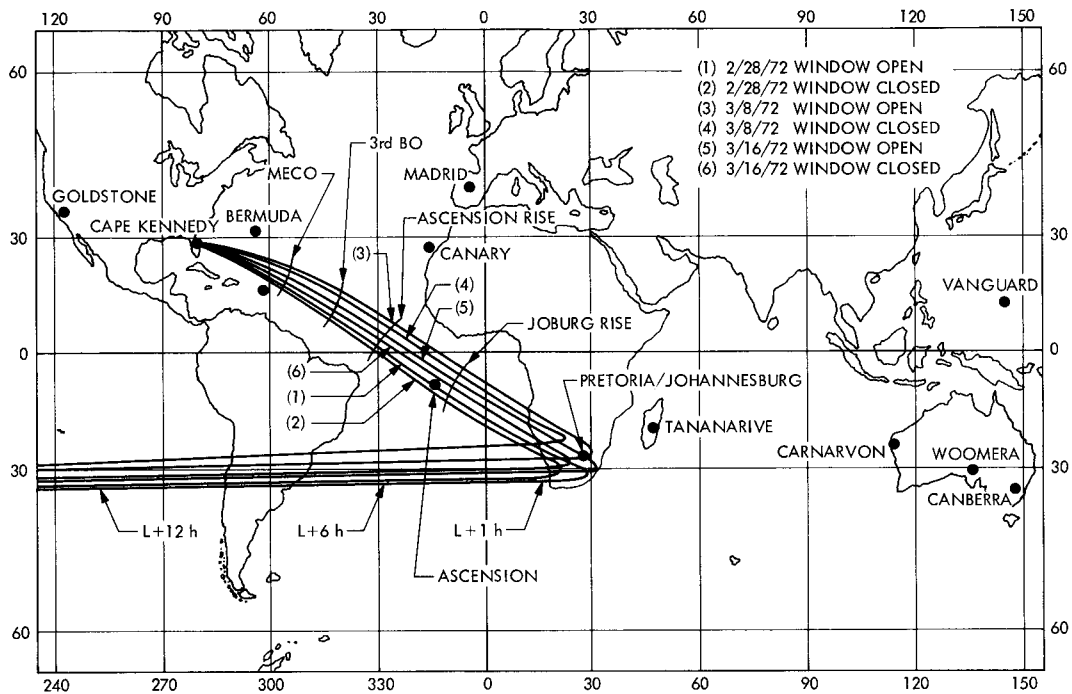 120 90 60 30 0 30 60 90 120 150
(1) 2/28/72 WINDOW OPEN
(2) 2/28/72 WINDOW CLOSED
(3) 3/8/72 WINDOW OPEN
(4) 3/8/72 WINDOW CLOSED
(5) 3/16/72 WINDOW OPEN
(6) 3/16/72 WINDOW CLOSED
60 60
3rd BO
MECO
MADRID
GOLDSTONE
CAPE KENNEDY
BERMUDA
ASCENSION RISE
30 30
(3)
CANARY
(4)
(5)
VANGUARD
JOBURG RISE
0 0
(6)
(1)
(2)
PRETORIA/JOHANNESBURG
TANANARIVE
CARNARVON
WOOMERA
30 30
CANBERRA
L+12 h
L+6 h
L+1 h
ASCENSION
60 60
240 270 300 330 0 30 60 90 120 150